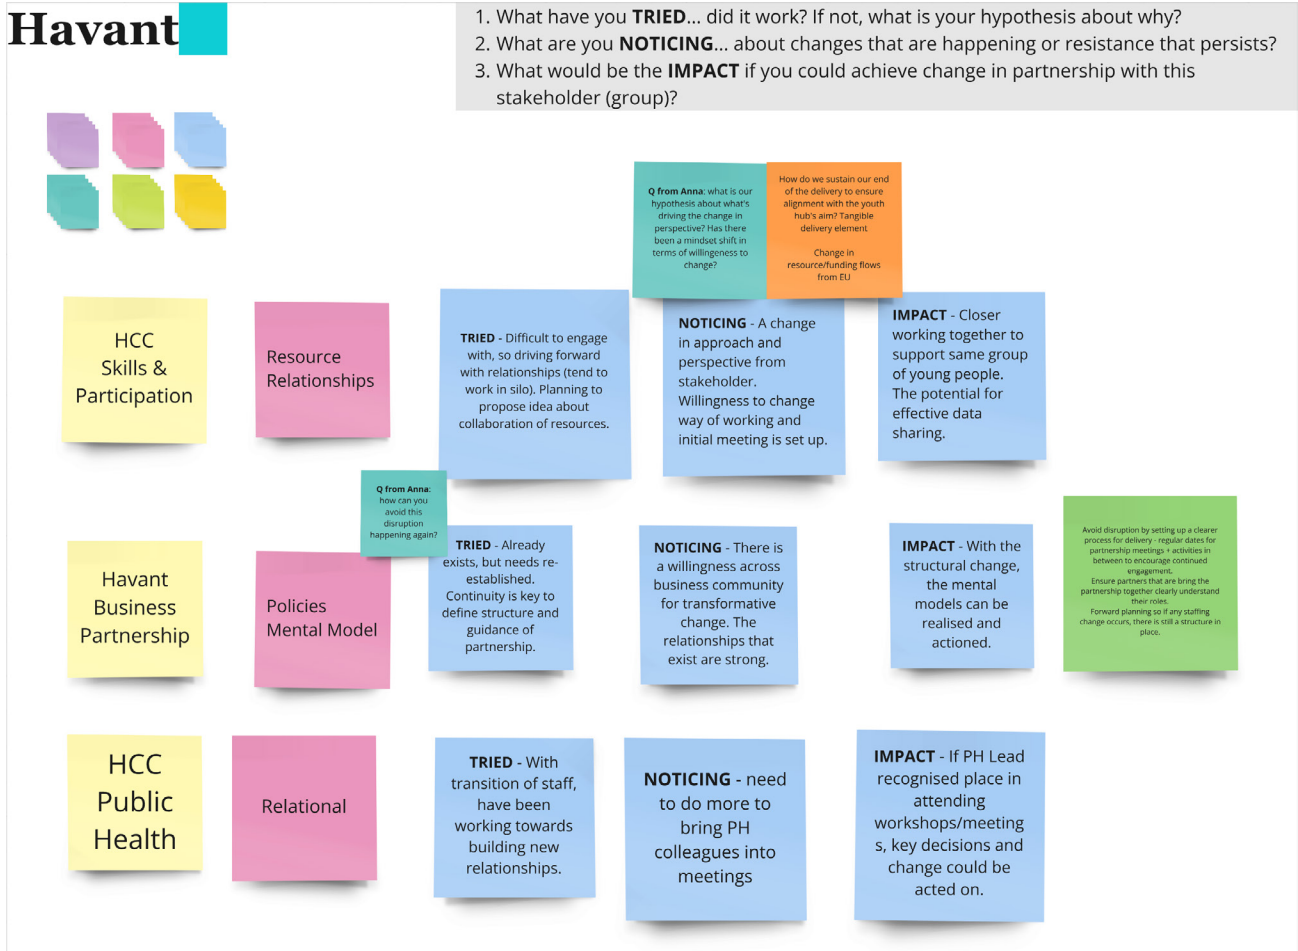 Havant
1. What have you TRIED... did it work? If not, what is your hypothesis about why?
2. What are you NOTICING... about changes that are happening or resistance that persists?
3. What would be the IMPACT if you could achieve change in partnership with this
stakeholder (group)?
Q from Anna: what is our
hypothesis about what's
driving the change in
perspective? Has there
been a mindset shift in
terms of willingeness to
change?
How do we sustain our end
of the delivery to ensure
alignment with the youth
hub's aim? Tangible
delivery element
Change in
resource/funding flows
from EU
HCC
Skills &
Participation
Resource
Relationships
TRIED - Difficult to engage
with, so driving forward
with relationships (tend to
work in silo). Planning to
propose idea about
collaboration of resources.
NOTICING - A change
in approach and
perspective from
stakeholder.
Willingness to change
way of working and
initial meeting is set up.
IMPACT - Closer
working together to
support same group
of young people.
The potential for
effective data
sharing.
Q from Anna:
how can you
avoid this
disruption
happening again?
Havant
Business
Partnership
Policies
Mental Model
TRIED - Already
exists, but needs re-
established.
Continuity is key to
define structure and
guidance of
partnership.
NOTICING - There is
a willingness across
business community
for transformative
change. The
relationships that
exist are strong.
IMPACT - With the
structural change,
the mental
models can be
realised and
actioned.
Avoid disruption by setting up a clearer
process for delivery - regular dates for
partnership meetings + activities in
between to encourage continued
engagement.
Ensure partners that are bring the
partnership together clearly understand
their roles.
Forward planning so if any staffing
change occurs, there is still a structure in
place.
HCC
Public
Health
Relational
TRIED - With
transition of staff,
have been
working towards
building new
relationships.
NOTICING - need
to do more to
bring PH
colleagues into
meetings
IMPACT - If PH Lead
recognised place in
attending
workshops/meeting
s, key decisions and
change could be
acted on.